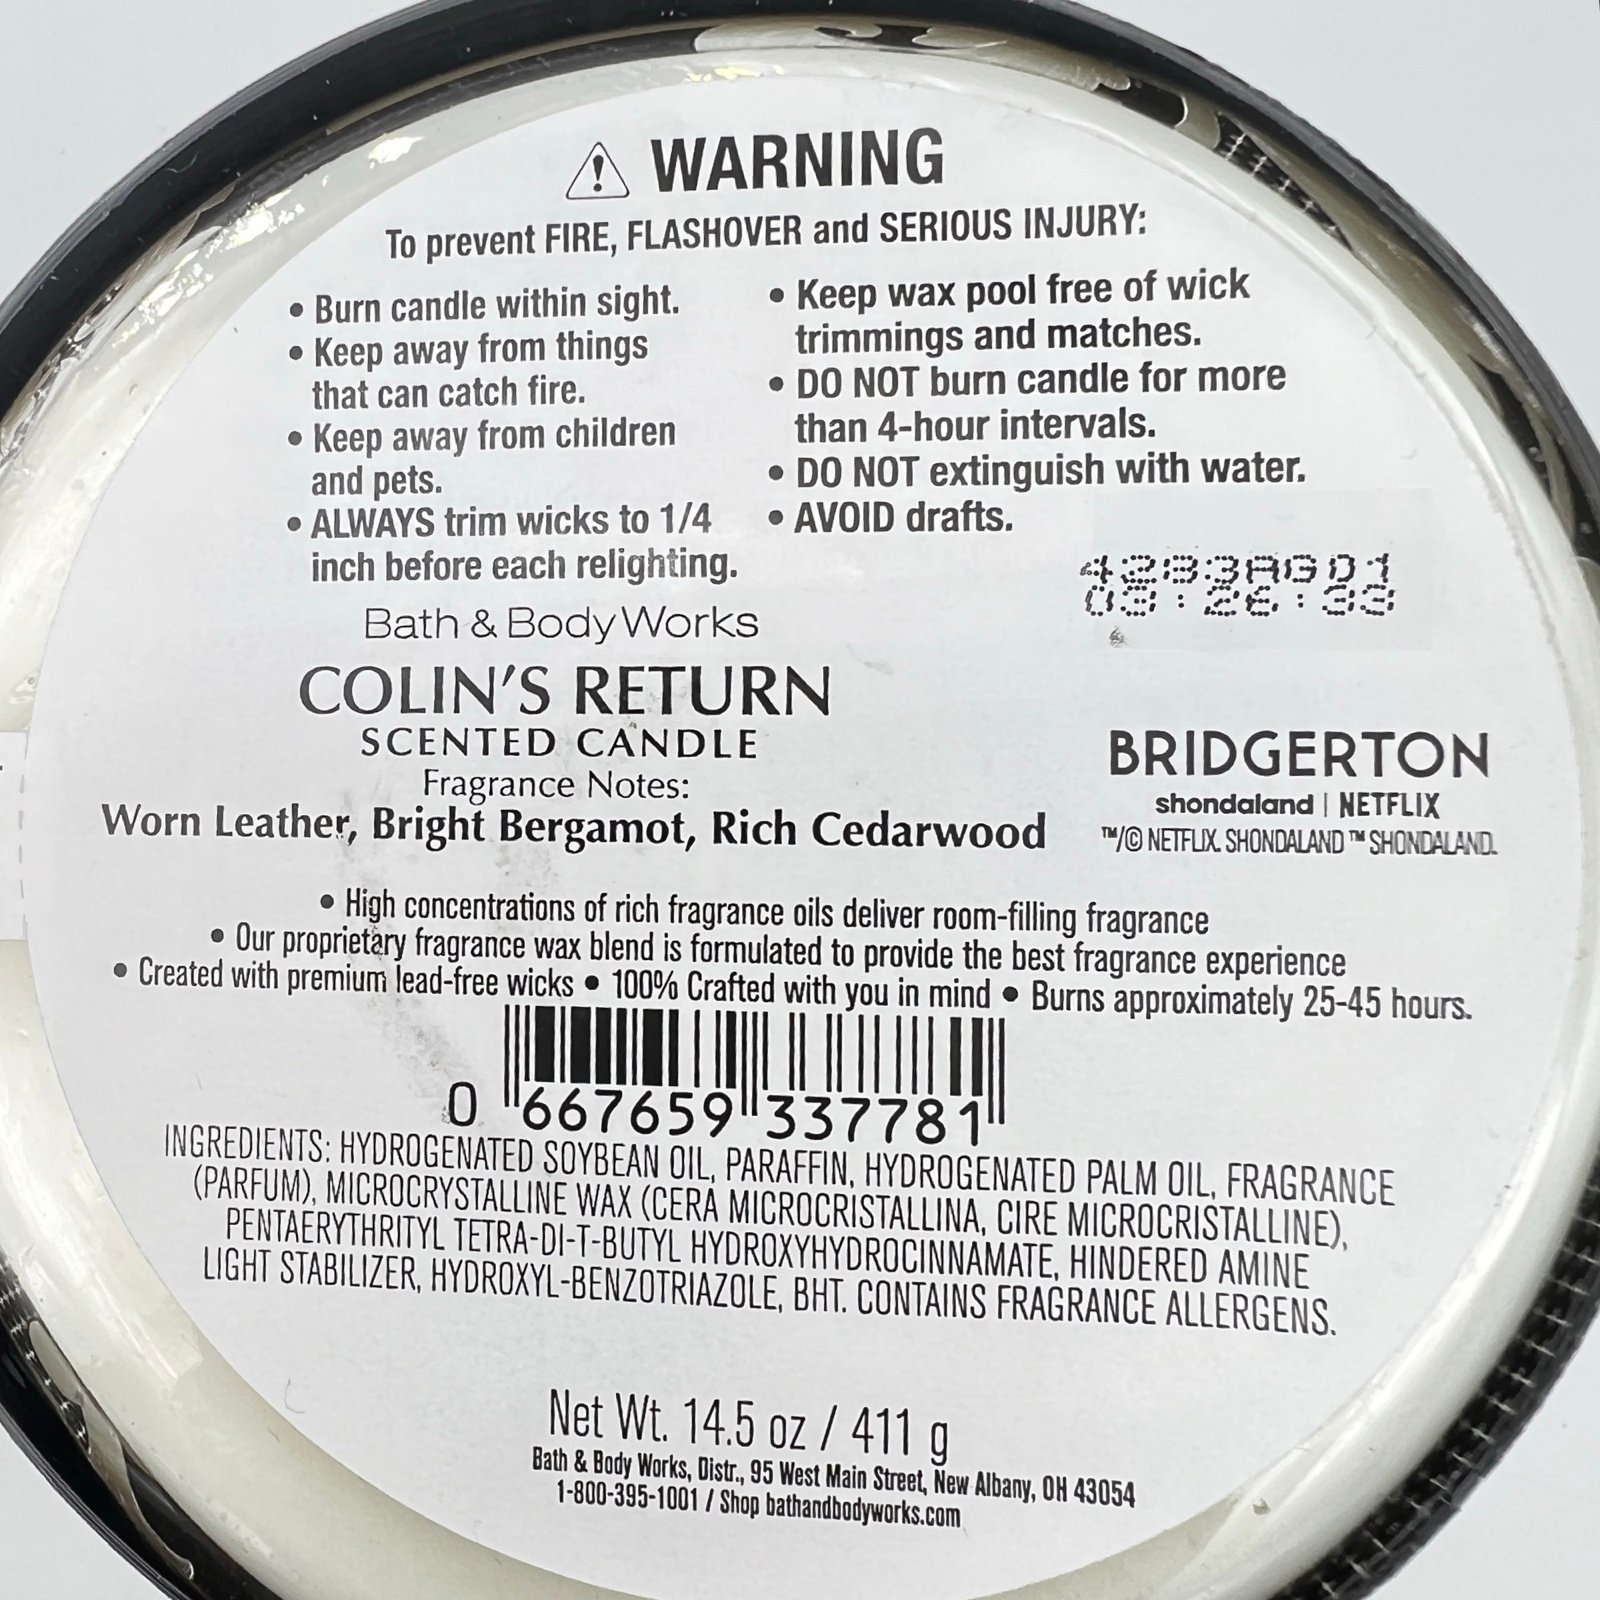 WARNING
To prevent FIRE, FLASHOVER and SERIOUS INJURY:
• Burn candle within sight.
• Keep away from things
that can catch fire.
• Keep away from children
and pets.
• ALWAYS trim wicks to 1/4
inch before each relighting.
• Keep wax pool free of wick
trimmings and matches.
• DO NOT burn candle for more
than 4-hour intervals.
• DO NOT extinguish with water.
• AVOID drafts.
4283AG01
03:26:33
Bath & Body Works
COLIN'S RETURN
SCENTED CANDLE
Fragrance Notes:
Worn Leather, Bright Bergamot, Rich Cedarwood
BRIDGERTON
shondaland | NETFLIX
™/© NETFLIX. SHONDALAND ™ SHONDALAND.
• High concentrations of rich fragrance oils deliver room-filling fragrance
• Our proprietary fragrance wax blend is formulated to provide the best fragrance experience
• Created with premium lead-free wicks • 100% Crafted with you in mind • Burns approximately 25-45 hours.
0 667659 337781
INGREDIENTS: HYDROGENATED SOYBEAN OIL, PARAFFIN, HYDROGENATED PALM OIL, FRAGRANCE
(PARFUM), MICROCRYSTALLINE WAX (CERA MICROCRISTALLINA, CIRE MICROCRISTALLINE),
PENTAERYTHRITYL TETRA-DI-T-BUTYL HYDROXYHYDROCINNAMATE, HINDERED AMINE
LIGHT STABILIZER, HYDROXYL-BENZOTRIAZOLE, BHT. CONTAINS FRAGRANCE ALLERGENS.
Net Wt. 14.5 oz / 411 g
Bath & Body Works, Distr., 95 West Main Street, New Albany, OH 43054
1-800-395-1001 / Shop bathandbodyworks.com